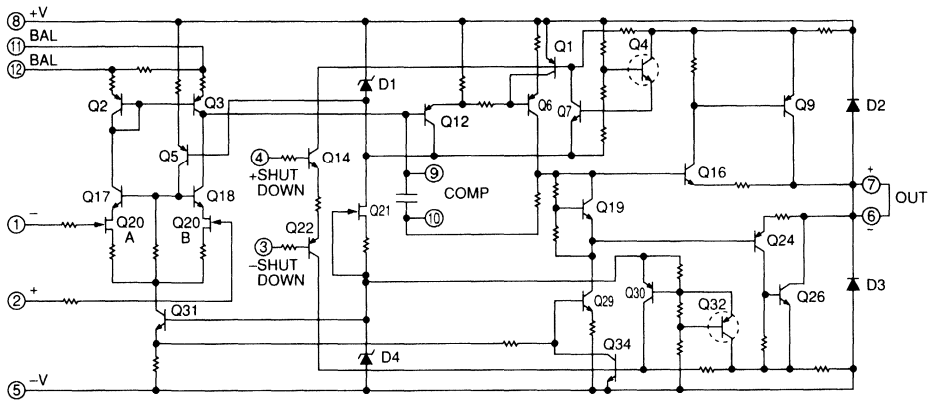 8 +V
11 BAL
12 BAL
Q1
Q4
D1
Q2
Q3
Q12
Q6
Q7
Q9
D2
Q5
4
+SHUT
DOWN
Q14
9
COMP
10
Q16
+
7
OUT
6
−
Q17
Q18
1 −
Q20
A
Q20
B
Q22
3
−SHUT
DOWN
Q21
Q19
Q24
2 +
Q31
Q29
Q30
Q32
Q26
D3
D4
Q34
5 −V